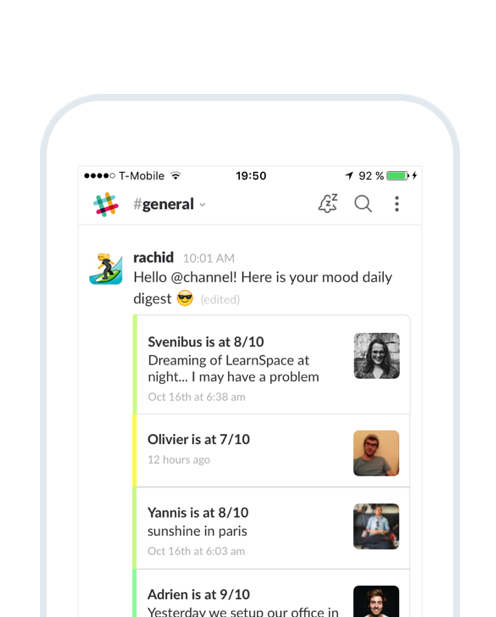 T-Mobile 19:50 92 %
#general
rachid 10:01 AM
Hello @channel! Here is your mood daily
digest 😎 (edited)
Svenibus is at 8/10
Dreaming of LearnSpace at
night... I may have a problem
Oct 16th at 6:38 am
Olivier is at 7/10
12 hours ago
Yannis is at 8/10
sunshine in paris
Oct 16th at 6:03 am
Adrien is at 9/10
Yesterday we setup our office in